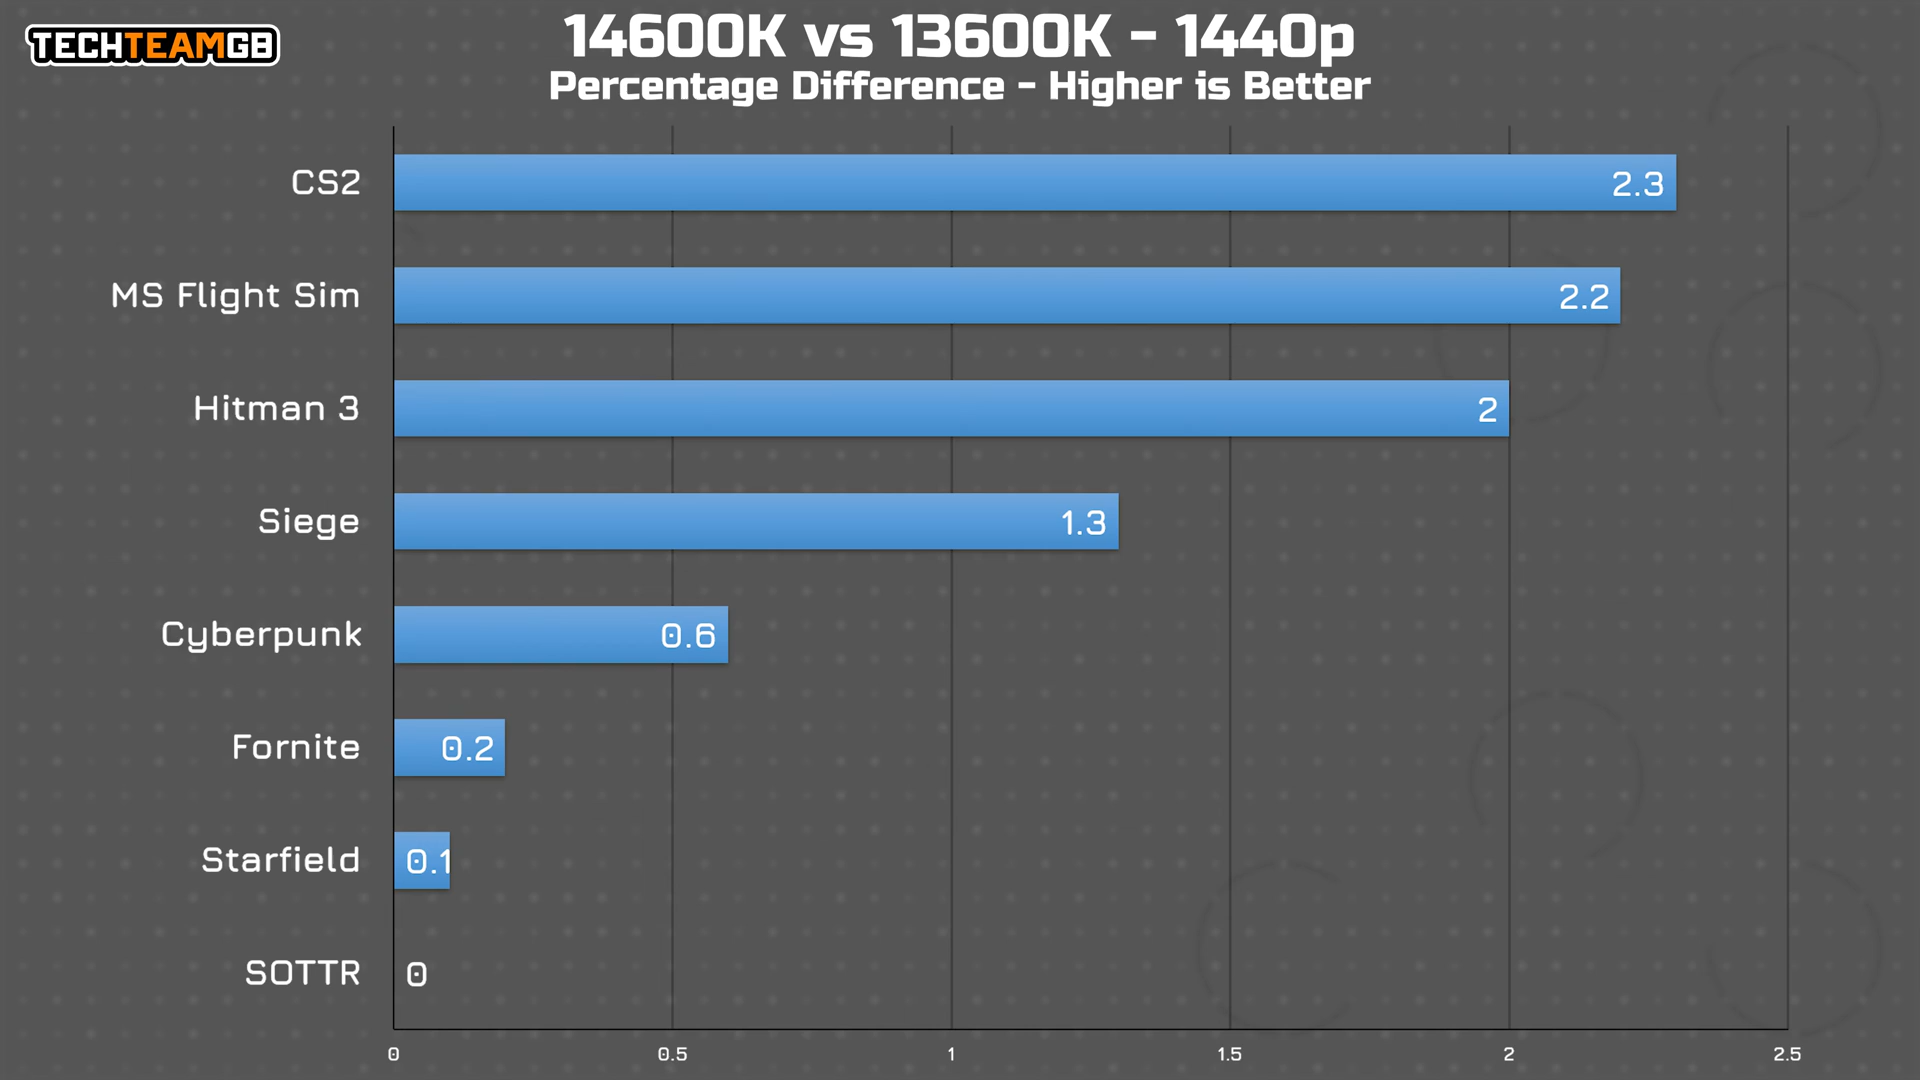 TECHTEAMGB
14600K vs 13600K - 1440p
Percentage Difference - Higher is Better
CS2 2.3
MS Flight Sim 2.2
Hitman 3 2
Siege 1.3
Cyberpunk 0.6
Fornite 0.2
Starfield 0.1
SOTTR 0
0 0.5 1 1.5 2 2.5